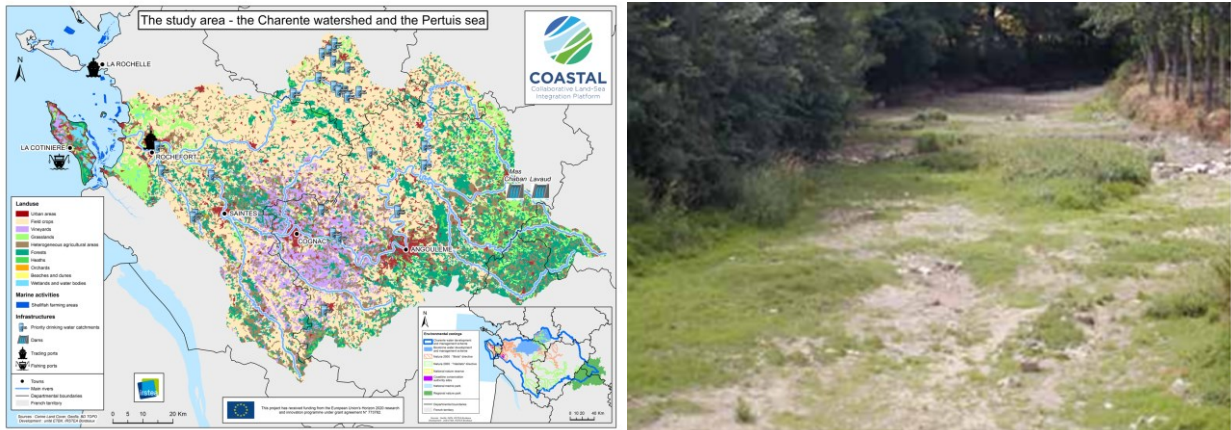 The study area - the Charente watershed and the Pertuis sea
COASTAL
Collaborative Land-Sea
Integration Platform
N
LA ROCHELLE
LA COTINIERE
ROCHEFORT
Mas
Chaban Lavaud
SAINTES
COGNAC
ANGOULEME
Landuse
Urban areas
Field crops
Vineyards
Grasslands
Heterogeneous agricultural areas
Forests
Heaths
Orchards
Beaches and dunes
Wetlands and water bodies
Marine activities
Shellfish farming areas
Infrastructures
Priority drinking water catchments
Dams
Trading ports
Fishing ports
Towns
Main rivers
Departmental boundaries
French territory
0 5 10 20 Km
This project has received funding from the European Union's Horizon 2020 research
and innovation programme under grant agreement N°
N
Environmental zonings